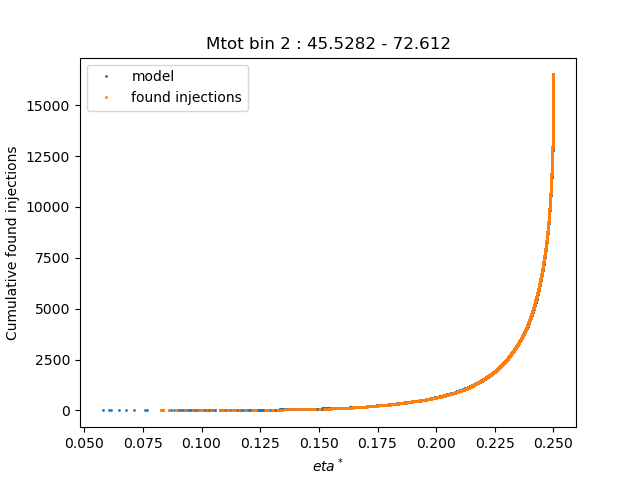 Mtot bin 2 : 45.5282 - 72.612
model
found injections
15000
12500
10000
7500
5000
2500
0
Cumulative found injections
0.050 0.075 0.100 0.125 0.150 0.175 0.200 0.225 0.250
eta*